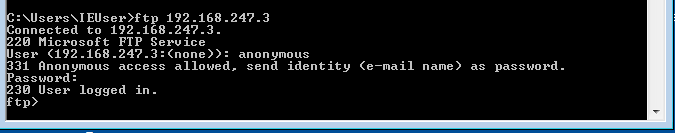 C:\Users\IEUser>ftp 192.168.247.3
Connected to 192.168.247.3.
220 Microsoft FTP Service
User (192.168.247.3:(none)): anonymous
331 Anonymous access allowed, send identity (e-mail name) as password.
Password:
230 User logged in.
ftp>